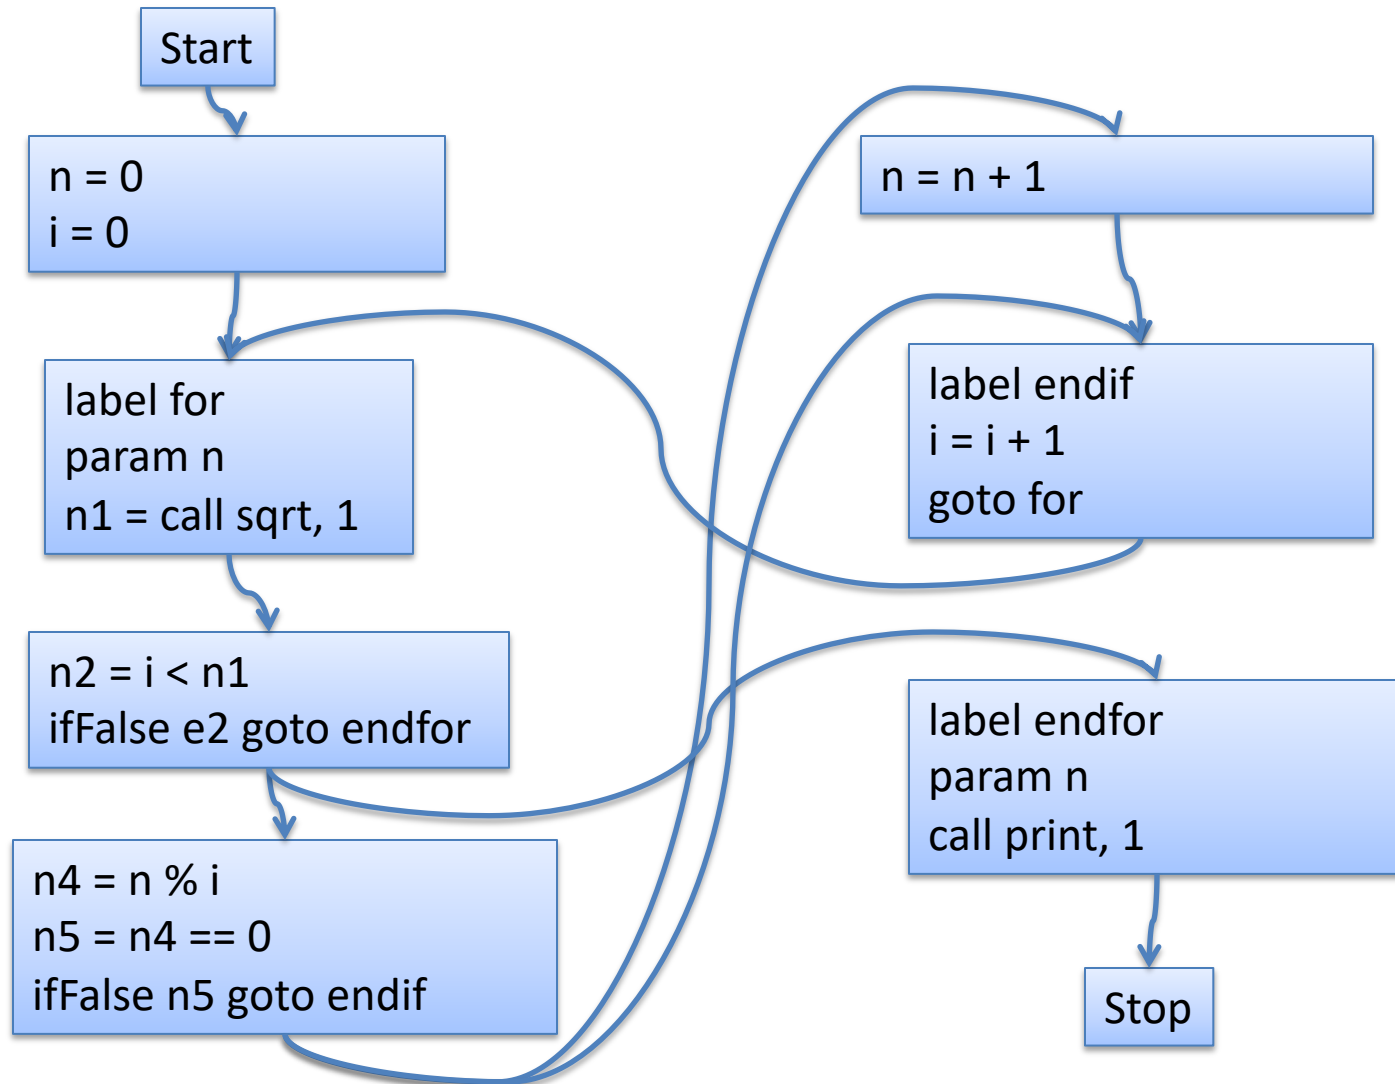 Start
n = 0
i = 0
label for
param n
n1 = call sqrt, 1
n2 = i < n1
ifFalse e2 goto endfor
n4 = n % i
n5 = n4 == 0
ifFalse n5 goto endif
n = n + 1
label endif
i = i + 1
goto for
label endfor
param n
call print, 1
Stop